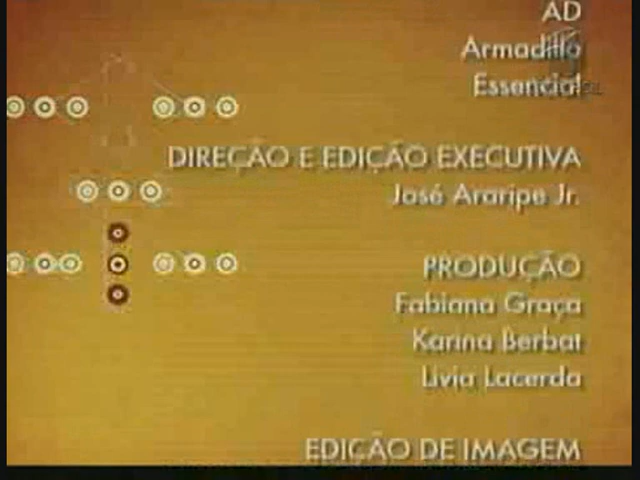 AD
Armadillo
Essencial
DIREÇÃO E EDIÇÃO EXECUTIVA
José Araripe Jr.
PRODUÇÃO
Fabiana Graça
Karina Berbat
Livia Lacerda
EDIÇÃO DE IMAGEM